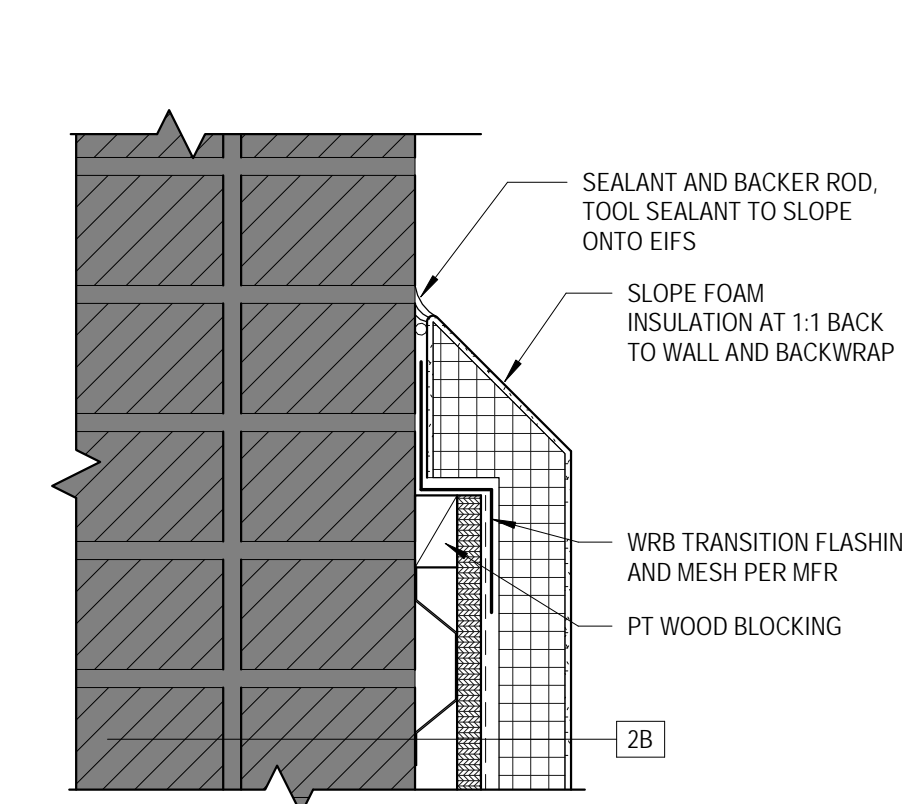 SEALANT AND BACKER ROD,
TOOL SEALANT TO SLOPE
ONTO EIFS
SLOPE FOAM
INSULATION AT 1:1 BACK
TO WALL AND BACKWRAP
WRB TRANSITION FLASHIN
AND MESH PER MFR
PT WOOD BLOCKING
2B